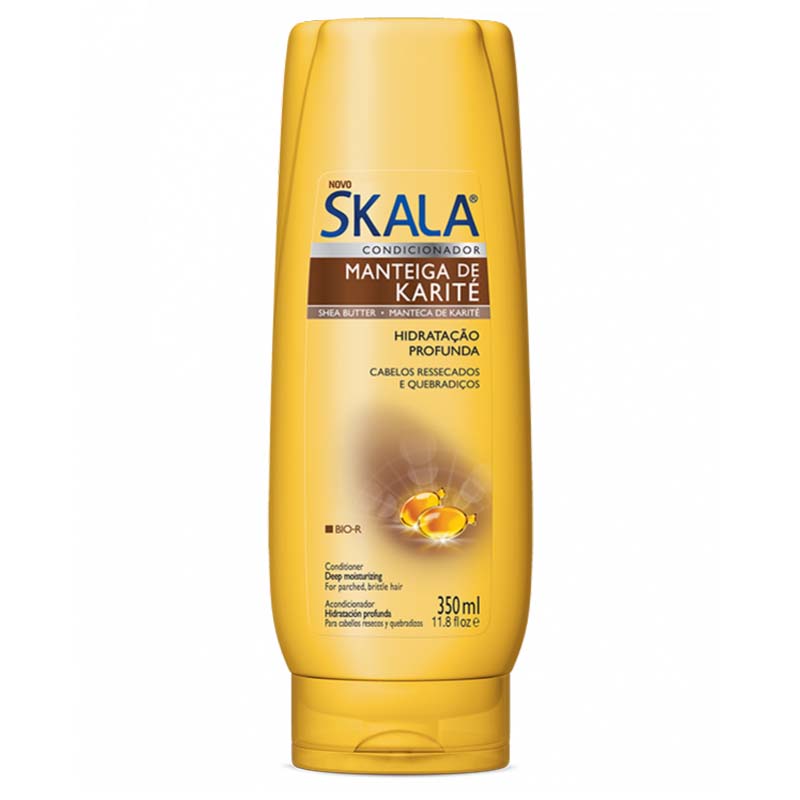 NOVO
SKALA®
CONDICIONADOR
MANTEIGA DE
KARITÉ
SHEA BUTTER • MANTECA DE KARITÉ
HIDRATAÇÃO
PROFUNDA
CABELOS RESSECADOS
E QUEBRADIÇOS
BIO-R
Conditioner
Deep moisturizing
For parched, brittle hair
Acondicionador
Hidratación profunda
Para cabellos resecos y quebradizos
350ml
11.8 fl oz e